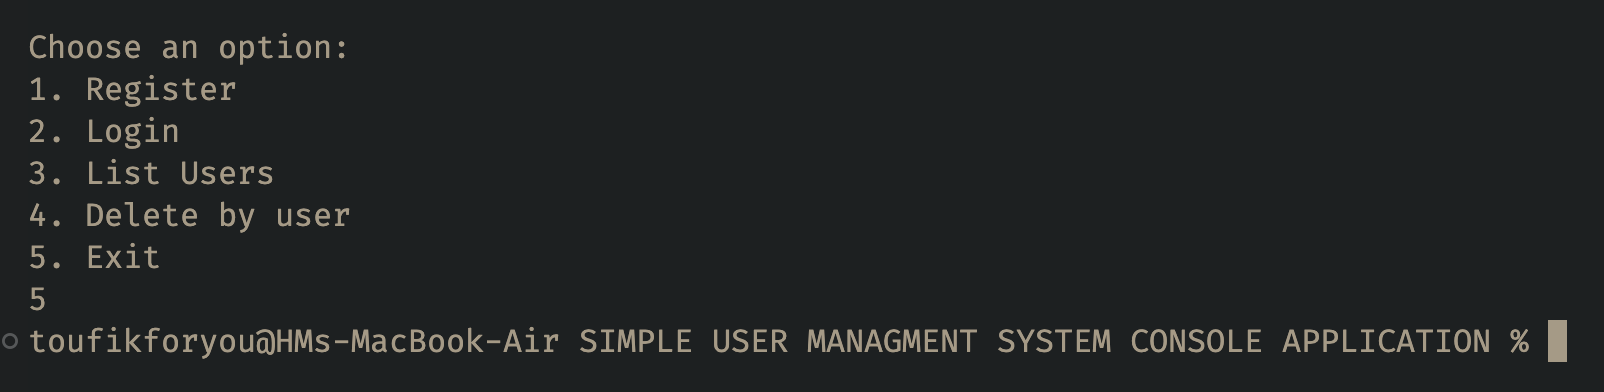 Choose an option:
1. Register
2. Login
3. List Users
4. Delete by user
5. Exit
5
toufikforyou@HMs-MacBook-Air SIMPLE USER MANAGMENT SYSTEM CONSOLE APPLICATION %